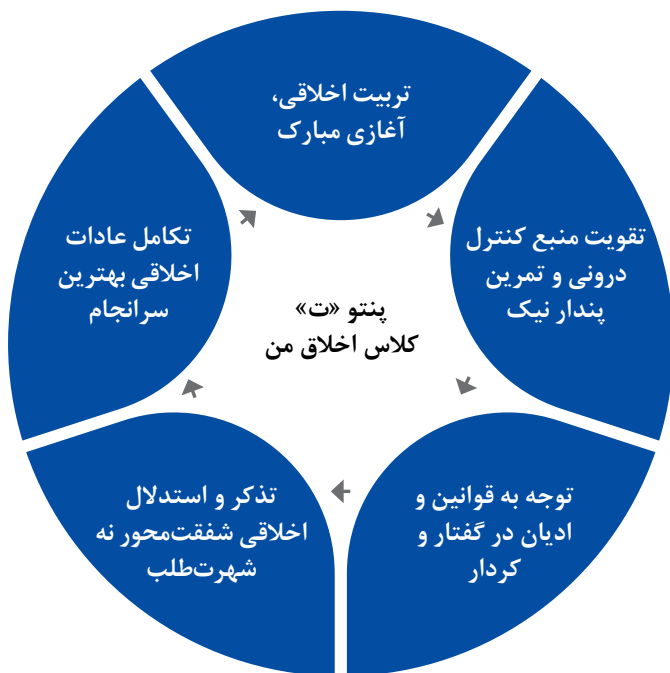 تربیت اخلاقی،
آغازی مبارک
تقویت منبع کنترل
درونی و تمرین
پندار نیک
توجه به قوانین و
ادیان در گفتار و
کردار
تذکر و استدلال
اخلاقی شفقت‌محور نه
شهرت‌طلب
تکامل عادات
اخلاقی بهترین
سرانجام
پنتو «ت»
کلاس اخلاق من